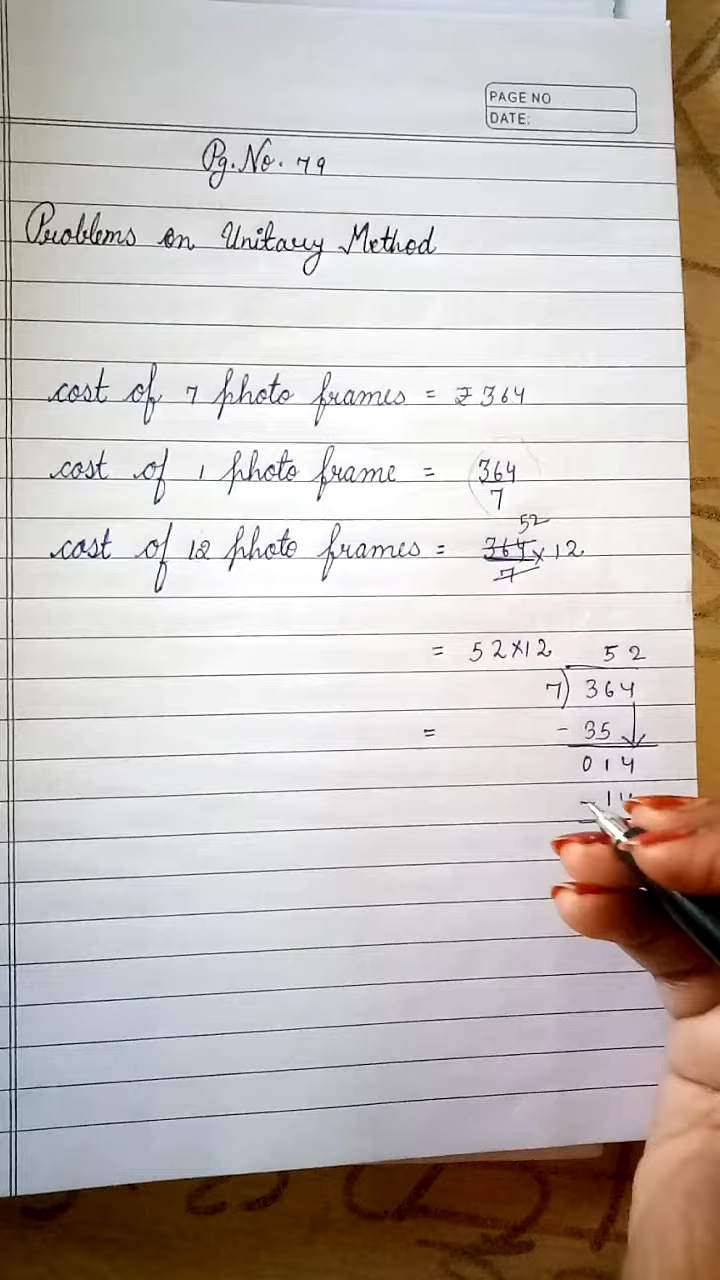 PAGE NO
DATE:
Pg. No. 79
Problems on Unitary Method
cost of 7 photo frames = ₹ 364
cost of 1 photo frame = 364
7
52
cost of 12 photo frames = 364 × 12
7
= 52 × 12 52
7) 364
= - 35
014
- 14